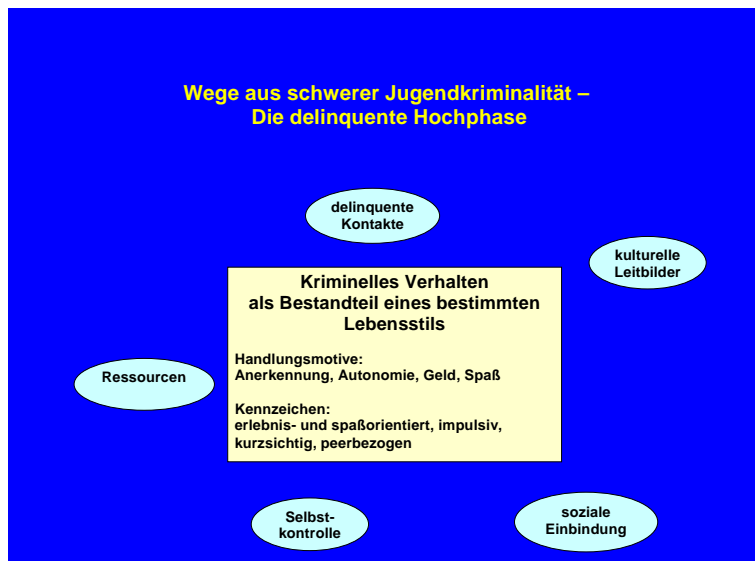 Wege aus schwerer Jugendkriminalität –
Die delinquente Hochphase
delinquente
Kontakte
kulturelle
Leitbilder
Kriminelles Verhalten
als Bestandteil eines bestimmten
Lebensstils
Handlungsmotive:
Anerkennung, Autonomie, Geld, Spaß
Kennzeichen:
erlebnis- und spaßorientiert, impulsiv,
kurzsichtig, peerbezogen
Ressourcen
Selbst-
kontrolle
soziale
Einbindung